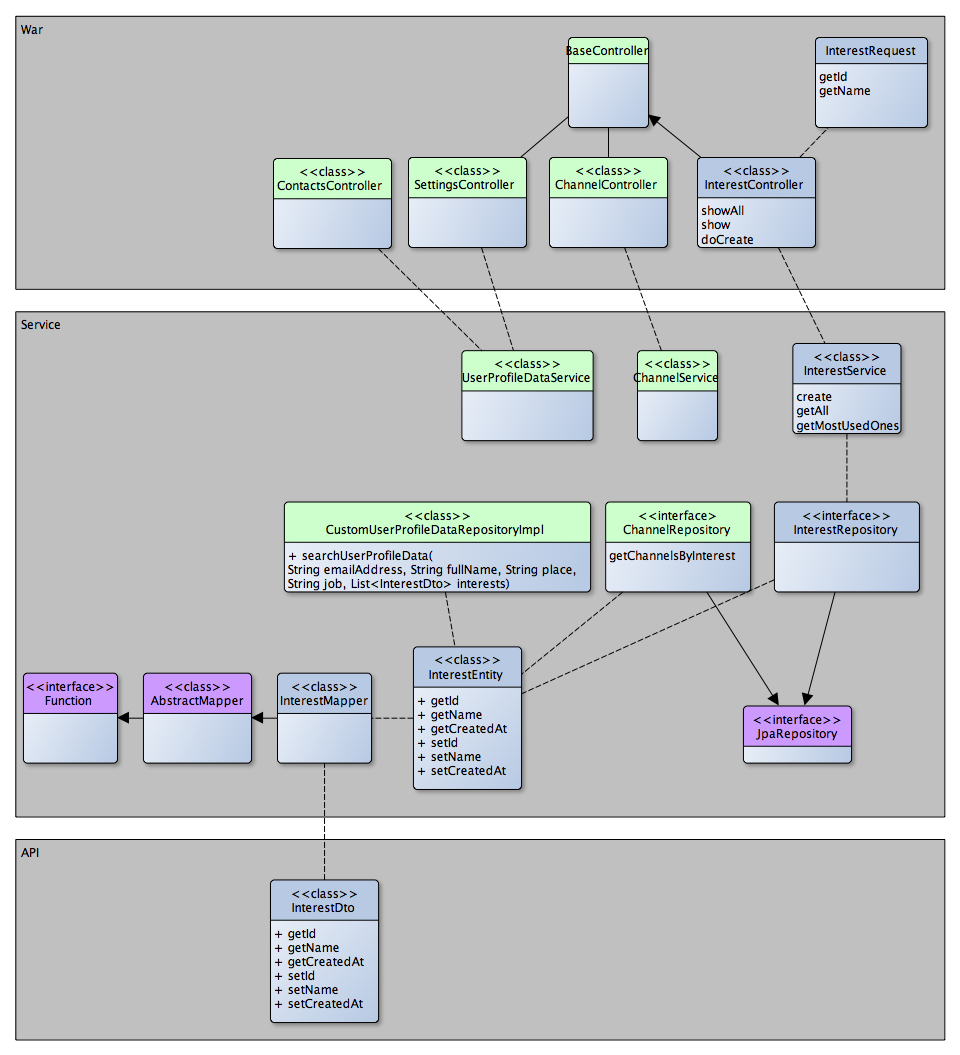 War
BaseController
InterestRequest
getId
getName
<<class>>
ContactsController
<<class>>
SettingsController
<<class>>
ChannelController
<<class>>
InterestController
showAll
show
doCreate
Service
<<class>>
UserProfileDataService
<<class>>
ChannelService
<<class>>
InterestService
create
getAll
getMostUsedOnes
<<class>>
CustomUserProfileDataRepositoryImpl
+ searchUserProfileData(
String emailAddress, String fullName, String place,
String job, List<InterestDto> interests)
<<interface>
ChannelRepository
getChannelsByInterest
<<interface>
InterestRepository
<<interface>>
Function
<<class>>
AbstractMapper
<<class>>
InterestMapper
<<class>>
InterestEntity
+ getId
+ getName
+ getCreatedAt
+ setId
+ setName
+ setCreatedAt
<<interface>>
JpaRepository
API
<<class>>
InterestDto
+ getId
+ getName
+ getCreatedAt
+ setId
+ setName
+ setCreatedAt